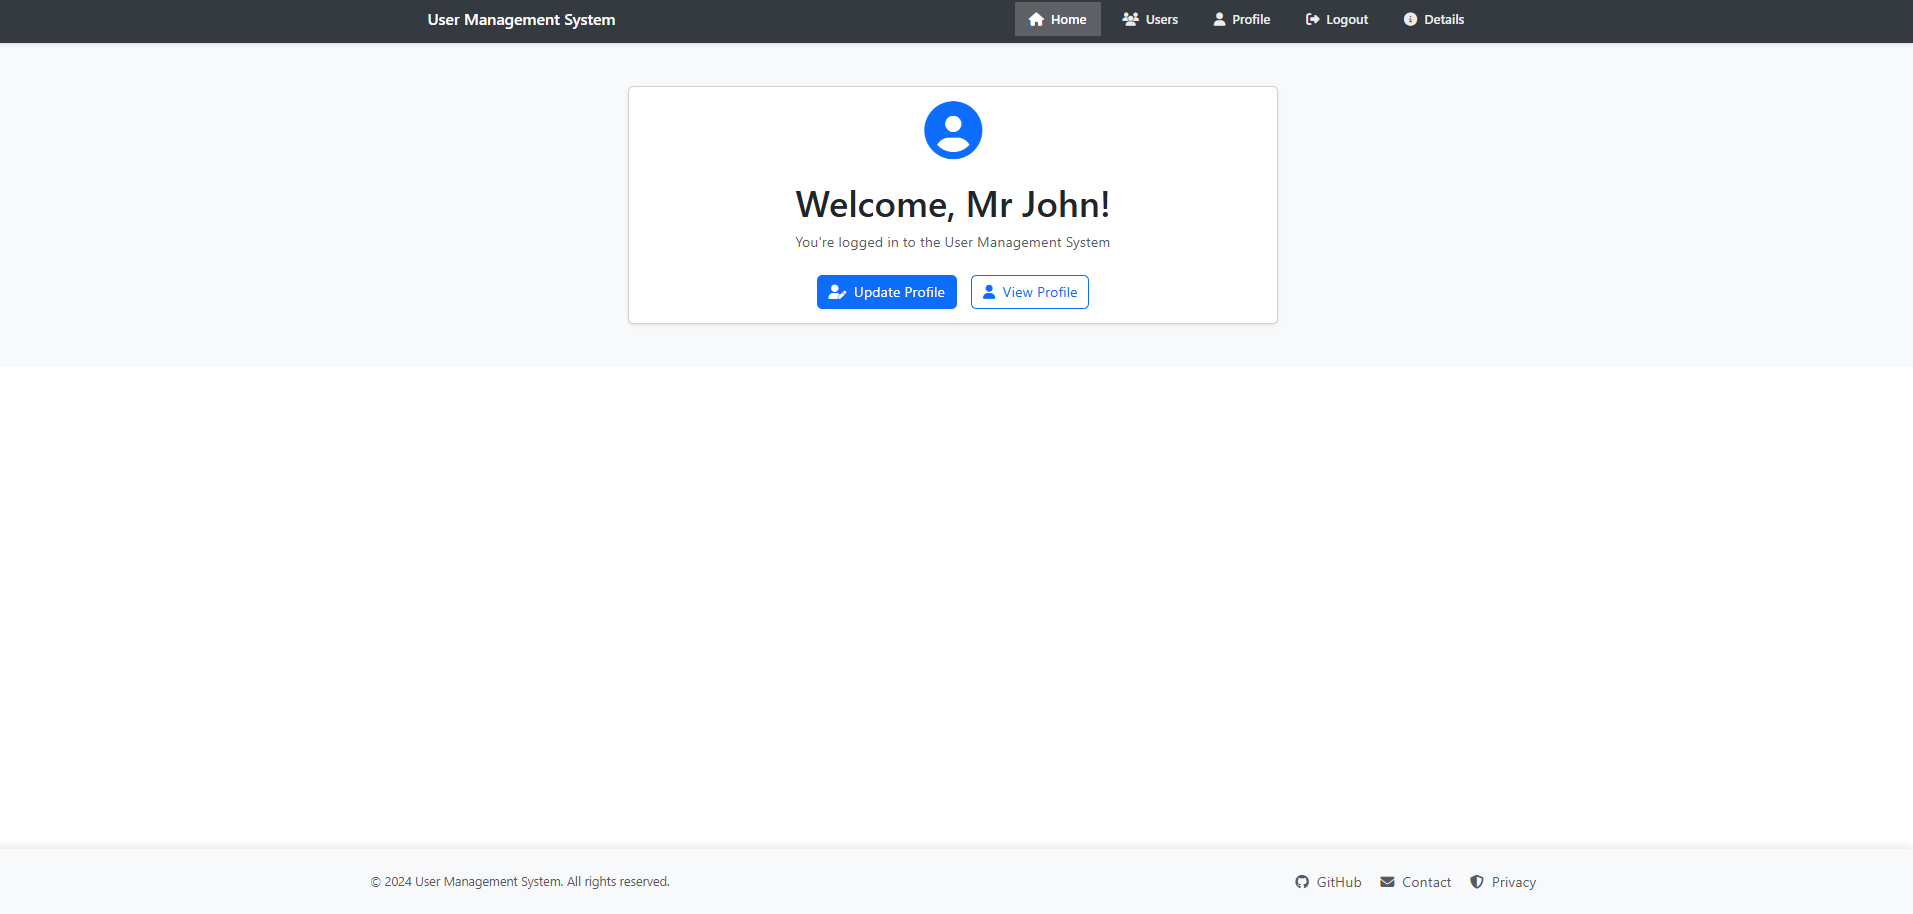 User Management System
Home
Users
Profile
Logout
Details
Welcome, Mr John!
You're logged in to the User Management System
Update Profile
View Profile
© 2024 User Management System. All rights reserved.
GitHub
Contact
Privacy